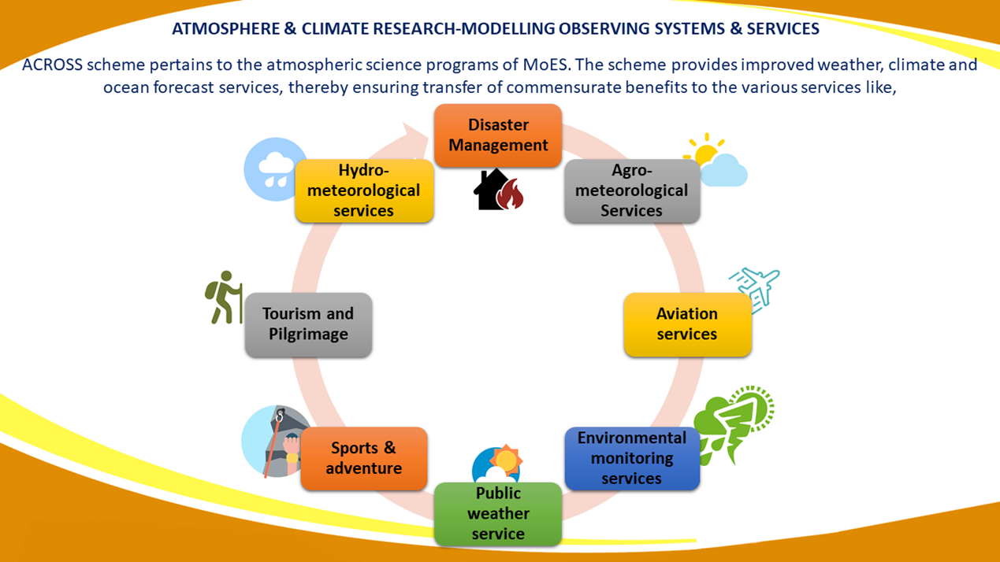 ATMOSPHERE & CLIMATE RESEARCH-MODELLING OBSERVING SYSTEMS & SERVICES
ACROSS scheme pertains to the atmospheric science programs of MoES. The scheme provides improved weather, climate and
ocean forecast services, thereby ensuring transfer of commensurate benefits to the various services like,
Disaster
Management
Agro-
meteorological
Services
Aviation
services
Environmental
monitoring
services
Public
weather
service
Sports &
adventure
Tourism and
Pilgrimage
Hydro-
meteorological
services